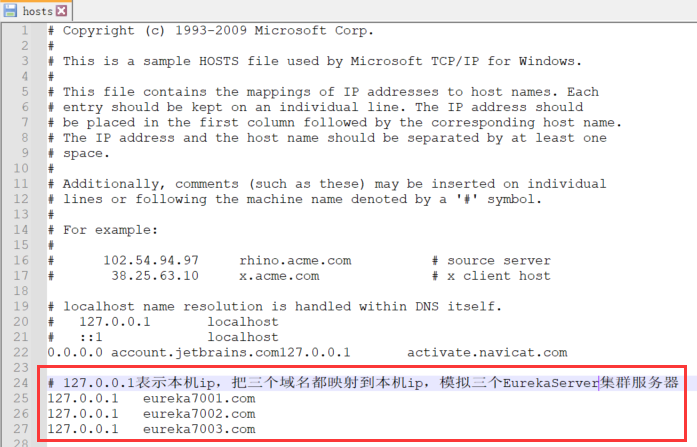 hosts
1 # Copyright (c) 1993-2009 Microsoft Corp.
2 #
3 # This is a sample HOSTS file used by Microsoft TCP/IP for Windows.
4 #
5 # This file contains the mappings of IP addresses to host names. Each
6 # entry should be kept on an individual line. The IP address should
7 # be placed in the first column followed by the corresponding host name.
8 # The IP address and the host name should be separated by at least one
9 # space.
10 #
11 # Additionally, comments (such as these) may be inserted on individual
12 # lines or following the machine name denoted by a '#' symbol.
13 #
14 # For example:
15 #
16 #      102.54.94.97     rhino.acme.com          # source server
17 #       38.25.63.10     x.acme.com              # x client host
18
19 # localhost name resolution is handled within DNS itself.
20 #   127.0.0.1       localhost
21 #   ::1             localhost
22 0.0.0.0 account.jetbrains.com127.0.0.1       activate.navicat.com
23
24 # 127.0.0.1表示本机ip，把三个域名都映射到本机ip，模拟三个EurekaServer集群服务器
25 127.0.0.1   eureka7001.com
26 127.0.0.1   eureka7002.com
27 127.0.0.1   eureka7003.com
28